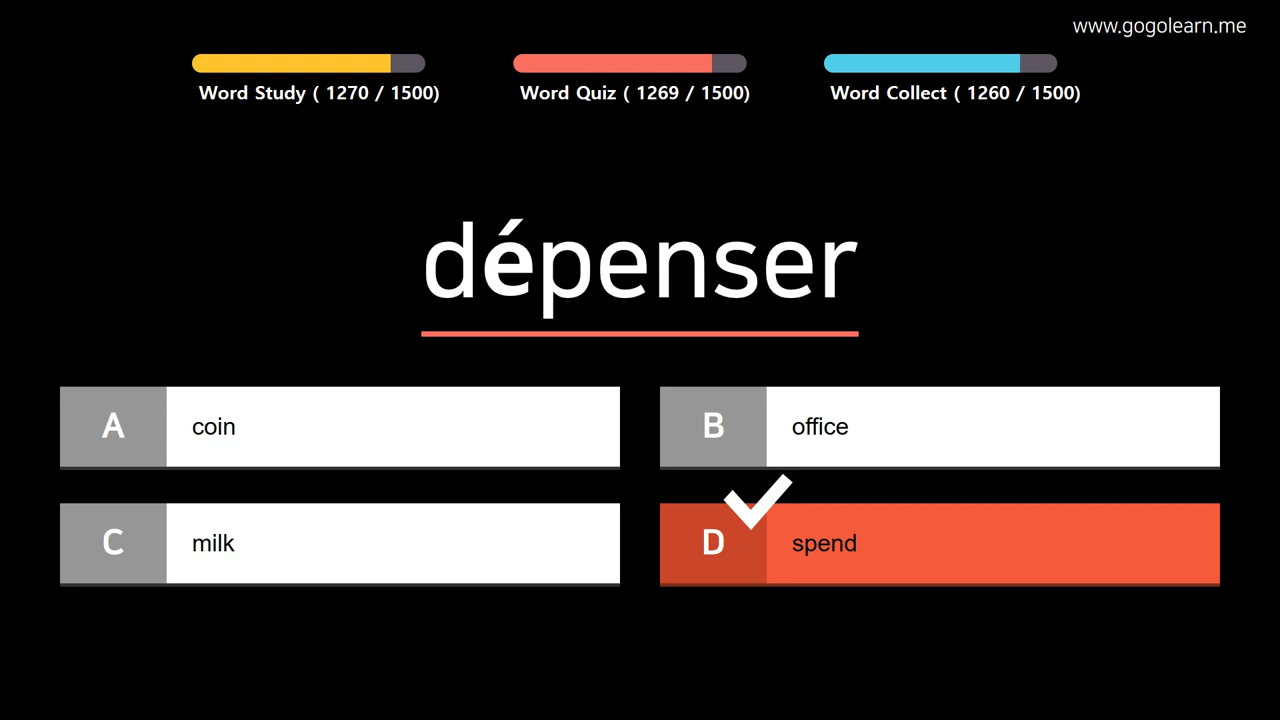 www.gogolearn.me
Word Study ( 1270 / 1500)
Word Quiz ( 1269 / 1500)
Word Collect ( 1260 / 1500)
dépenser
A coin
B office
C milk
D spend